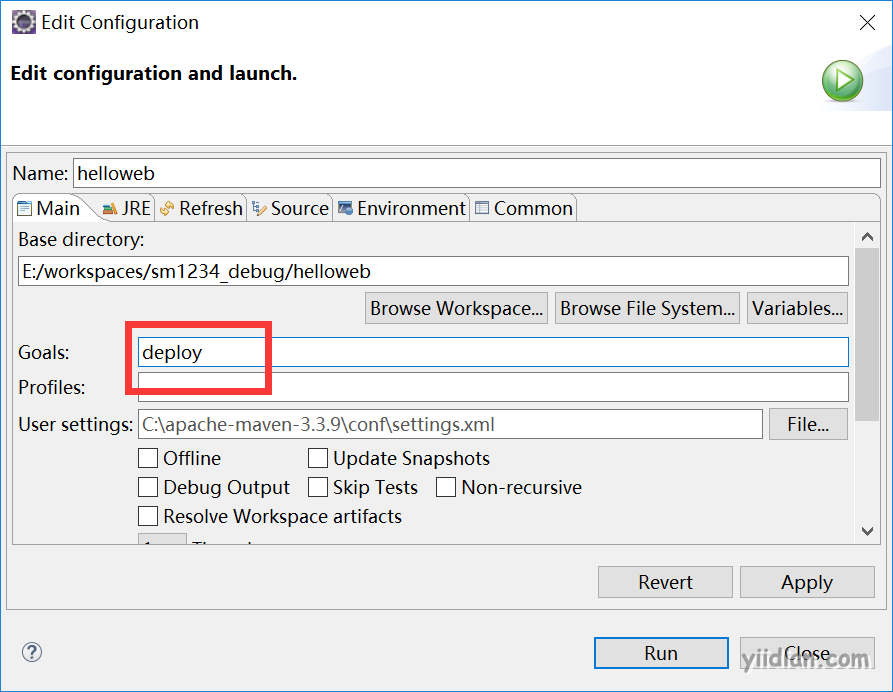 Edit Configuration
Edit configuration and launch.
Name: helloweb
Main JRE Refresh Source Environment Common
Base directory:
E:/workspaces/sm1234_debug/helloweb
Browse Workspace... Browse File System... Variables...
Goals: deploy
Profiles:
User settings: C:\apache-maven-3.3.9\conf\settings.xml File...
Offline Update Snapshots
Debug Output Skip Tests Non-recursive
Resolve Workspace artifacts
Revert Apply
Run Close
yiidian.com